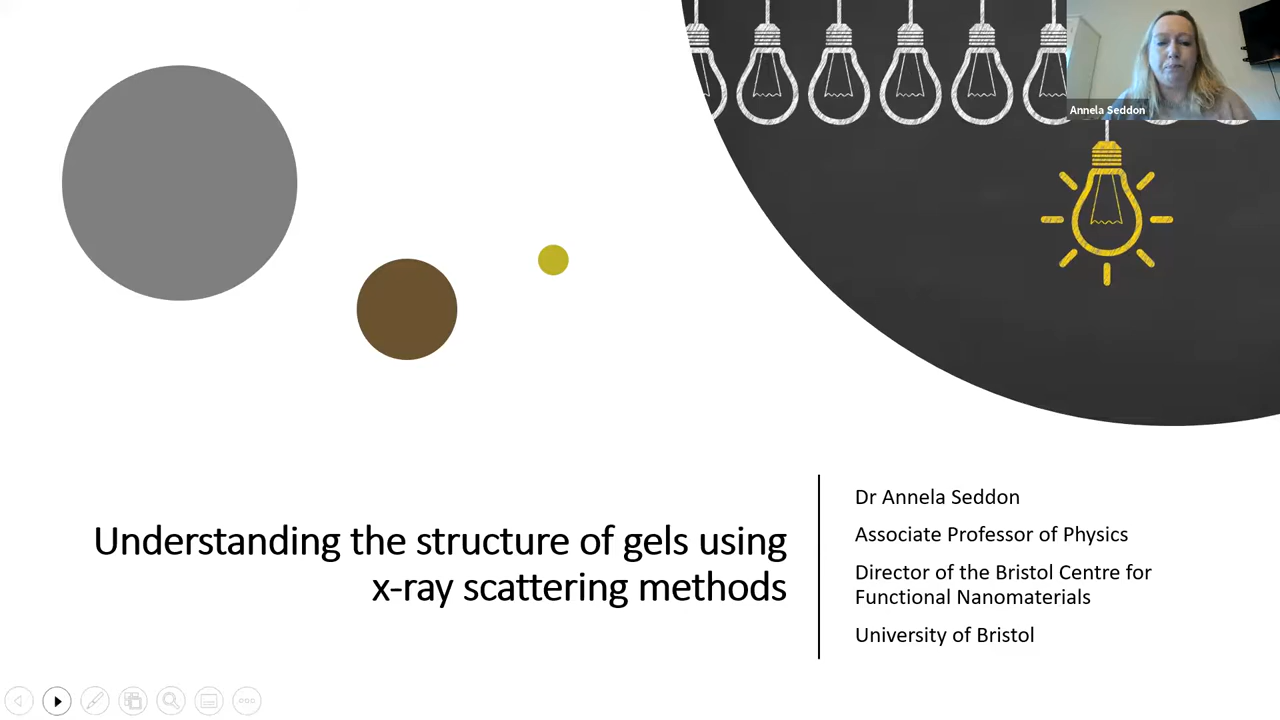 Annela Seddon
Understanding the structure of gels using
x-ray scattering methods
Dr Annela Seddon
Associate Professor of Physics
Director of the Bristol Centre for
Functional Nanomaterials
University of Bristol